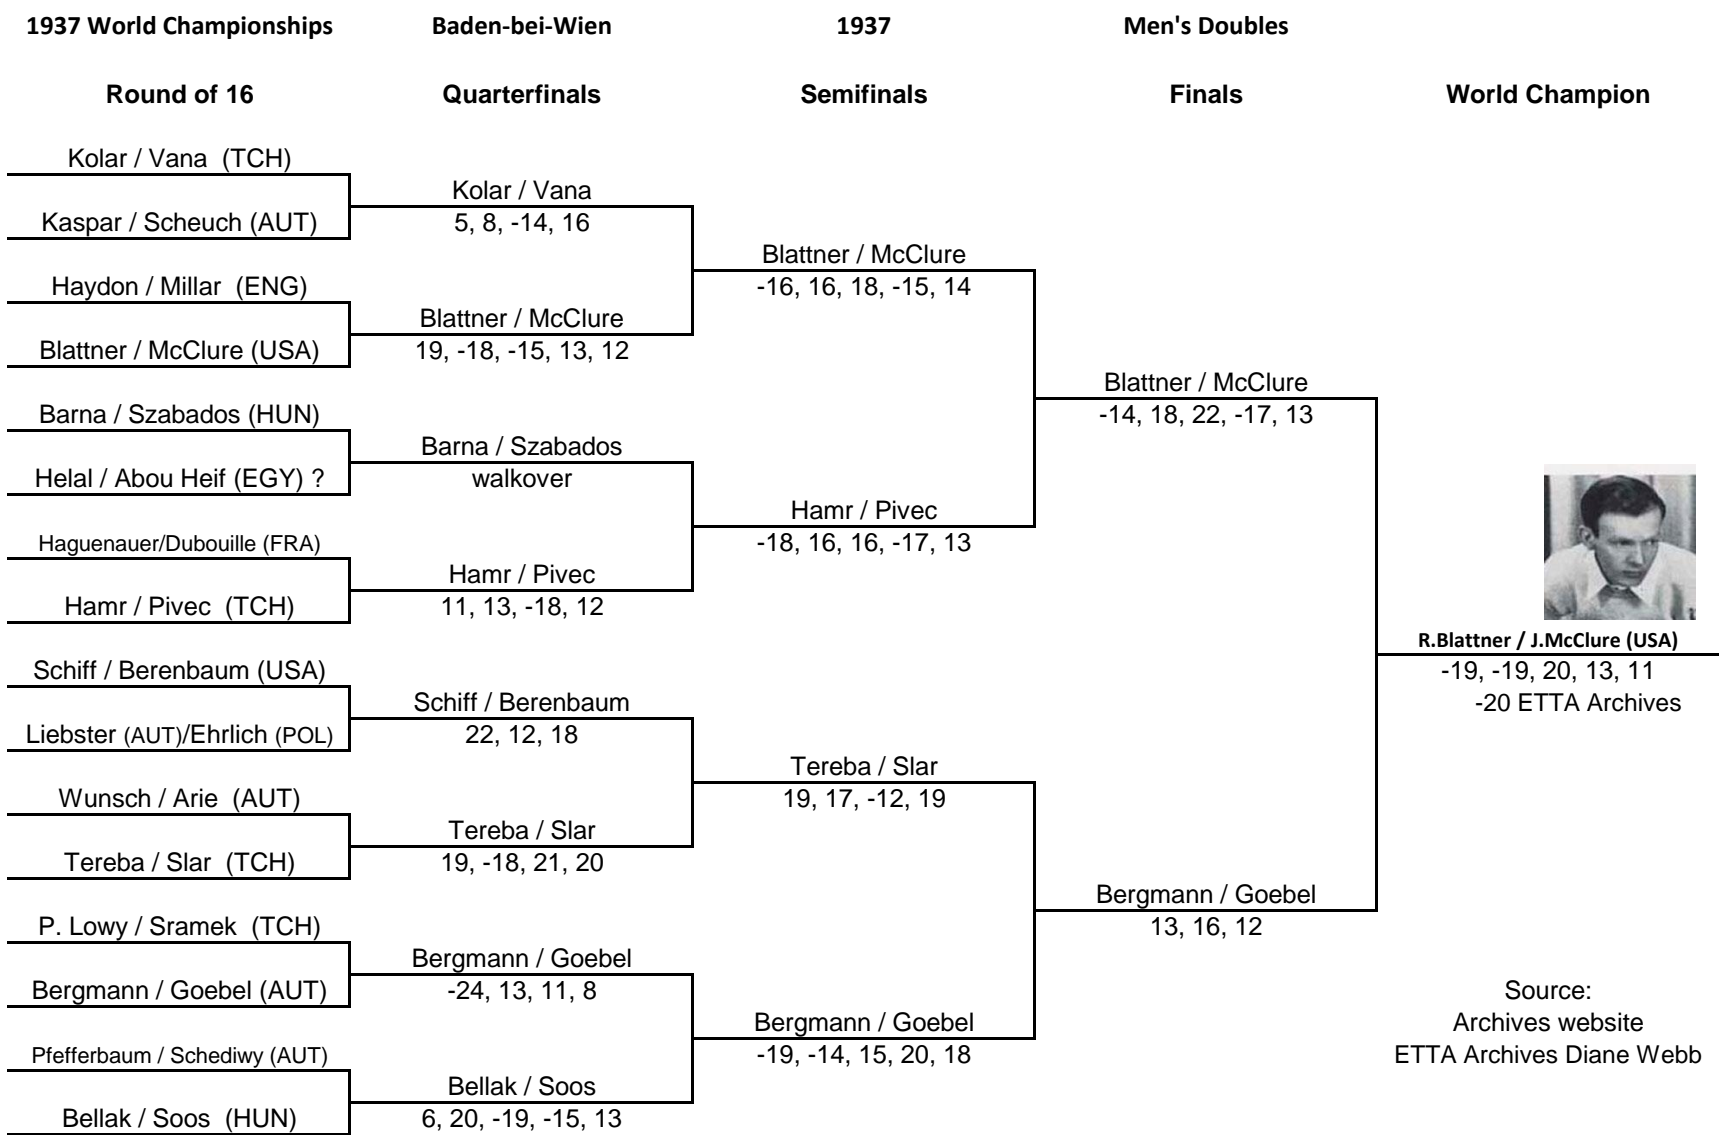 1937 World Championships Baden-bei-Wien 1937 Men's Doubles
Round of 16 Quarterfinals Semifinals Finals World Champion
Kolar / Vana (TCH)
Kaspar / Scheuch (AUT)
Haydon / Millar (ENG)
Blattner / McClure (USA)
Barna / Szabados (HUN)
Helal / Abou Heif (EGY) ?
Haguenauer/Dubouille (FRA)
Hamr / Pivec (TCH)
Schiff / Berenbaum (USA)
Liebster (AUT)/Ehrlich (POL)
Wunsch / Arie (AUT)
Tereba / Slar (TCH)
P. Lowy / Sramek (TCH)
Bergmann / Goebel (AUT)
Pfefferbaum / Schediwy (AUT)
Bellak / Soos (HUN)
Kolar / Vana
5, 8, -14, 16
Blattner / McClure
19, -18, -15, 13, 12
Barna / Szabados
walkover
Hamr / Pivec
11, 13, -18, 12
Schiff / Berenbaum
22, 12, 18
Tereba / Slar
19, -18, 21, 20
Bergmann / Goebel
-24, 13, 11, 8
Bellak / Soos
6, 20, -19, -15, 13
Blattner / McClure
-16, 16, 18, -15, 14
Hamr / Pivec
-18, 16, 16, -17, 13
Tereba / Slar
19, 17, -12, 19
Bergmann / Goebel
-19, -14, 15, 20, 18
Blattner / McClure
-14, 18, 22, -17, 13
Bergmann / Goebel
13, 16, 12
R.Blattner / J.McClure (USA)
-19, -19, 20, 13, 11
-20 ETTA Archives
Source:
Archives website
ETTA Archives Diane Webb